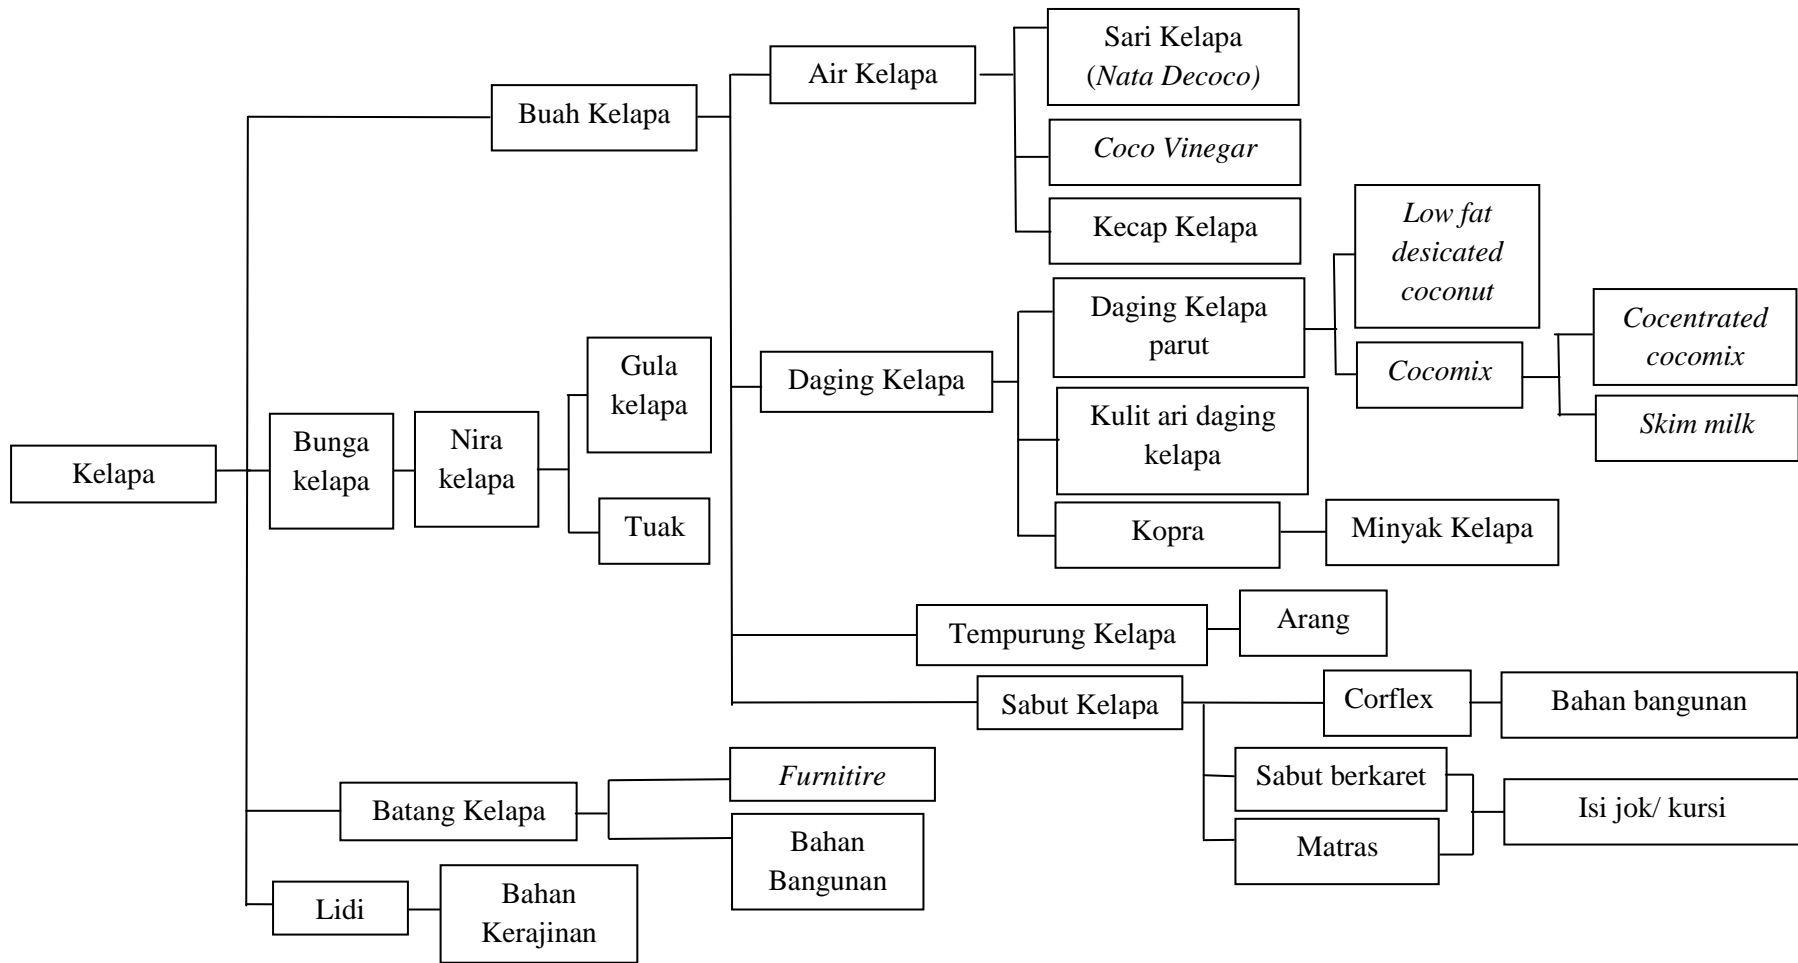 Kelapa
Buah Kelapa
Air Kelapa
Sari Kelapa
(Nata Decoco)
Coco Vinegar
Kecap Kelapa
Daging Kelapa
Daging Kelapa
parut
Low fat
desicated
coconut
Cocomix
Cocentrated
cocomix
Skim milk
Kulit ari daging
kelapa
Kopra
Minyak Kelapa
Tempurung Kelapa
Arang
Sabut Kelapa
Corflex
Bahan bangunan
Sabut berkaret
Matras
Isi jok/ kursi
Bunga
kelapa
Nira
kelapa
Gula
kelapa
Tuak
Batang Kelapa
Furnitire
Bahan
Bangunan
Lidi
Bahan
Kerajinan